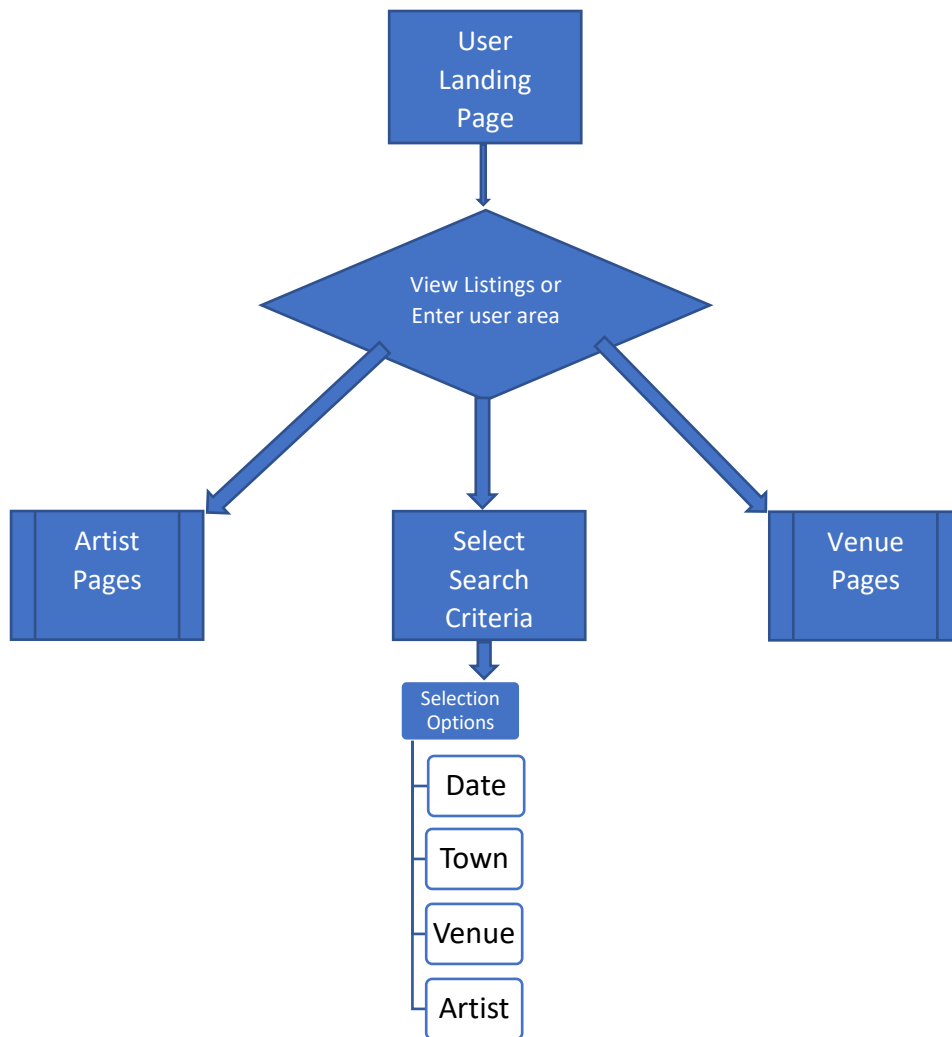 User
Landing
Page
View Listings or
Enter user area
Artist
Pages
Select
Search
Criteria
Venue
Pages
Selection
Options
Date
Town
Venue
Artist